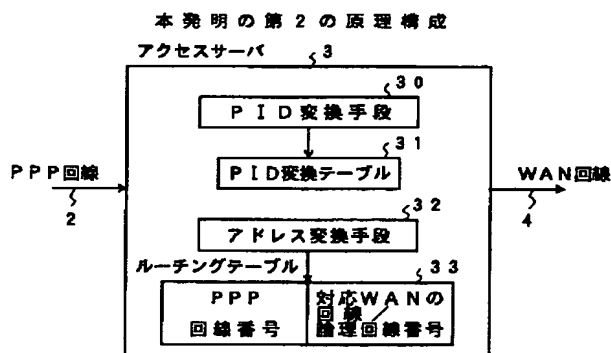 本発明の第2の原理構成
アクセスサーバ
3
30
PID変換手段
31
PPP回線
PID変換テーブル
WAN回線
2
32
4
アドレス変換手段
ルーチングテーブル
33
PPP
回線番号
対応WANの
回線
論理回線番号